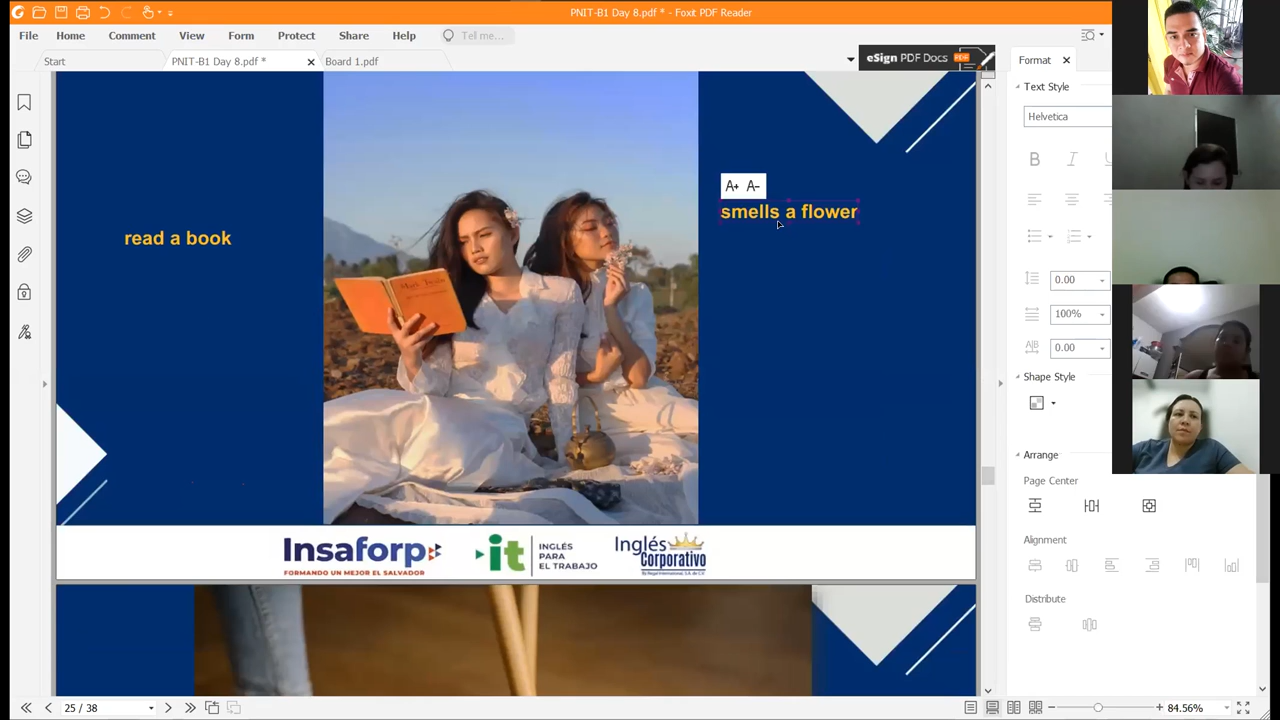 PNIT-B1 Day 8.pdf * - Foxit PDF Reader
File Home Comment View Form Protect Share Help Tell me...
Start PNIT-B1 Day 8.pdf * Board 1.pdf
eSign PDF Docs PDF
Format
Text Style
Helvetica
B I U
A+ A-
smells a flower
read a book
Mark Twain
0.00
100%
0.00
Shape Style
Arrange
Page Center
Alignment
Distribute
Insaforp
FORMANDO UN MEJOR EL SALVADOR
it
INGLÉS
PARA
EL TRABAJO
Inglés
Corporativo
25 / 38
84.56%